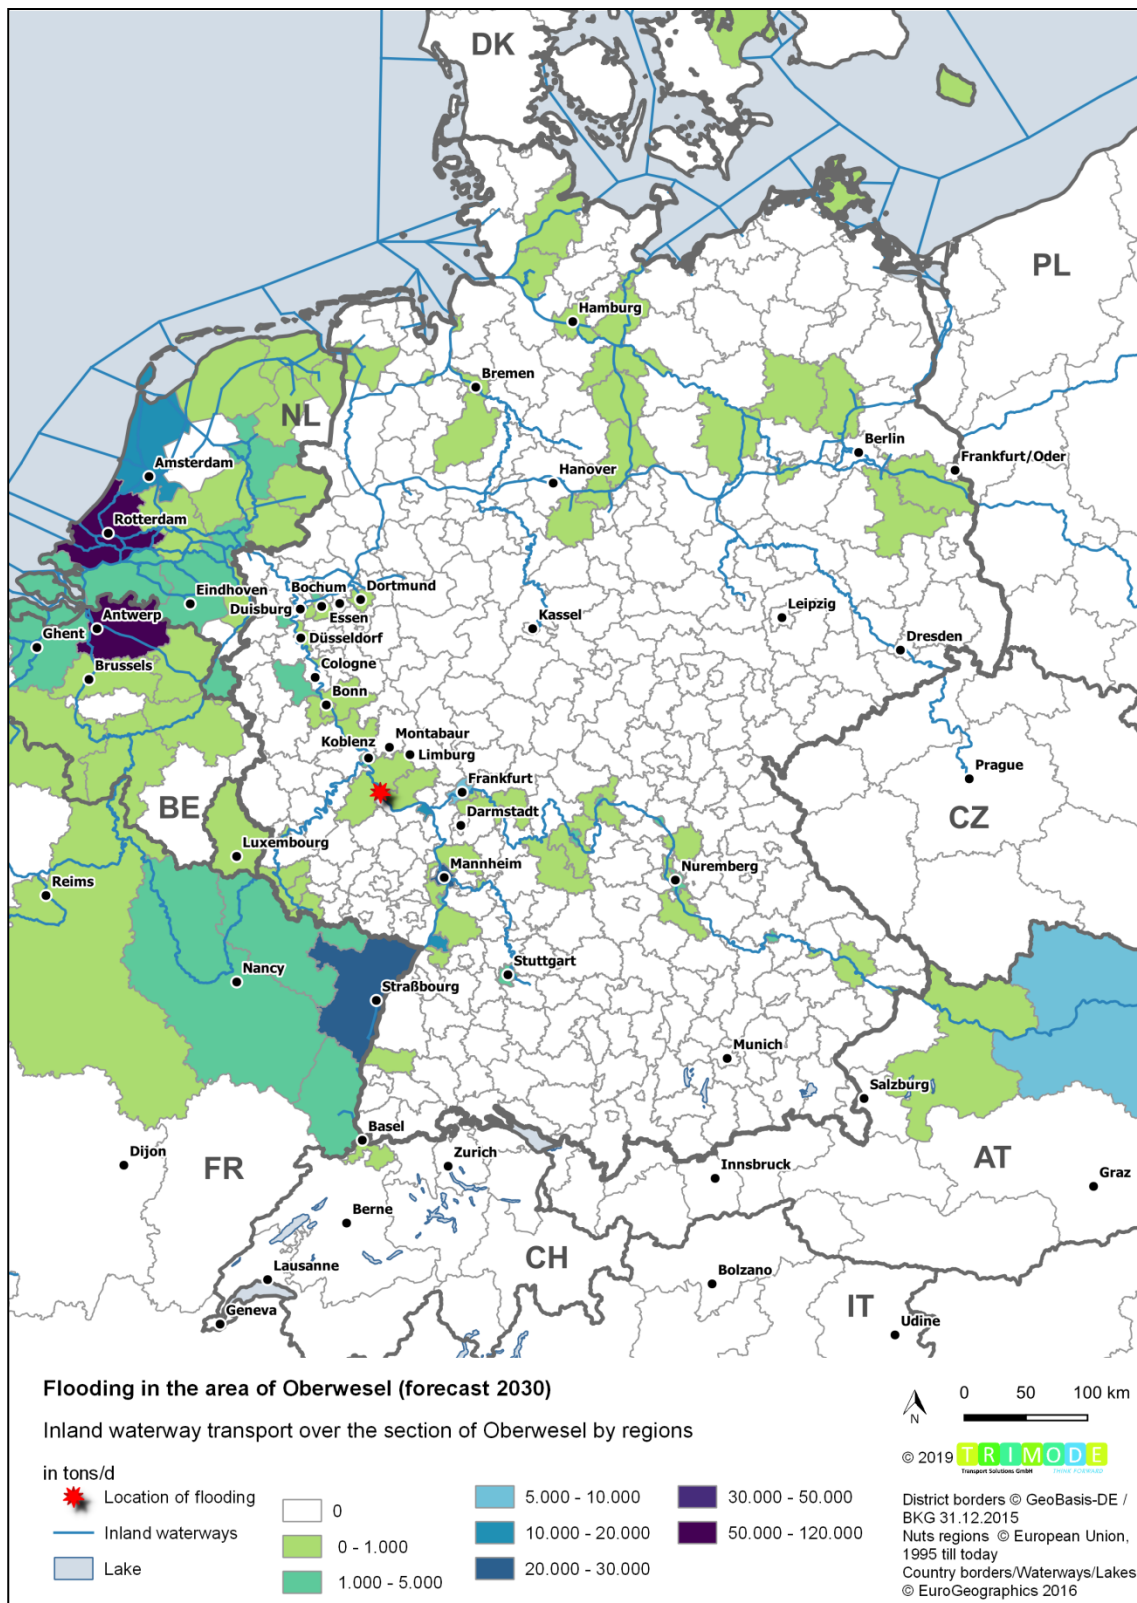 DK
PL
Hamburg
Bremen
NL
Berlin
Amsterdam
Frankfurt/Oder
Hanover
Rotterdam
Eindhoven
Bochum
Dortmund
Duisburg
Essen
Antwerp
Kassel
Leipzig
Ghent
Düsseldorf
Dresden
Brussels
Cologne
Bonn
Montabaur
Koblenz
Limburg
Prague
Frankfurt
BE
Darmstadt
CZ
Luxembourg
Mannheim
Nuremberg
Reims
Stuttgart
Nancy
Straßbourg
Munich
Salzburg
Basel
Dijon
FR
Zurich
Innsbruck
AT
Graz
Berne
CH
Lausanne
Bolzano
IT
Geneva
Udine
Flooding in the area of Oberwesel (forecast 2030)
Inland waterway transport over the section of Oberwesel by regions
in tons/d
Location of flooding
Inland waterways
Lake
0
0 - 1.000
1.000 - 5.000
5.000 - 10.000
10.000 - 20.000
20.000 - 30.000
30.000 - 50.000
50.000 - 120.000
N
0 50 100 km
© 2019 TRIMODE
Transport Solutions GmbH THINK FORWARD
District borders © GeoBasis-DE /
BKG 31.12.2015
Nuts regions © European Union,
1995 till today
Country borders/Waterways/Lakes
© EuroGeographics 2016